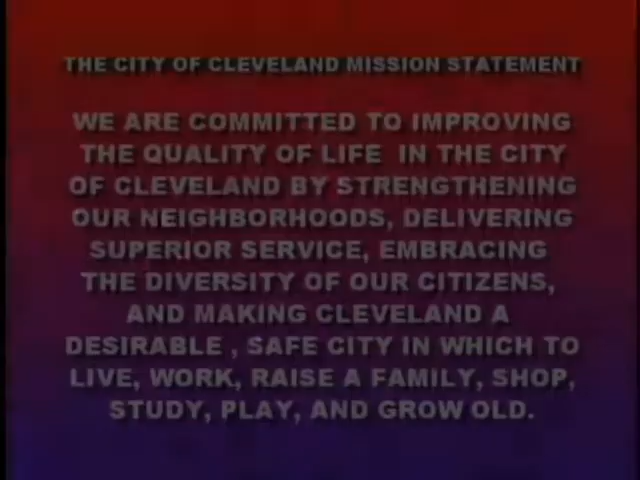 THE CITY OF CLEVELAND MISSION STATEMENT
WE ARE COMMITTED TO IMPROVING
THE QUALITY OF LIFE IN THE CITY
OF CLEVELAND BY STRENGTHENING
OUR NEIGHBORHOODS, DELIVERING
SUPERIOR SERVICE, EMBRACING
THE DIVERSITY OF OUR CITIZENS,
AND MAKING CLEVELAND A
DESIRABLE , SAFE CITY IN WHICH TO
LIVE, WORK, RAISE A FAMILY, SHOP,
STUDY, PLAY, AND GROW OLD.